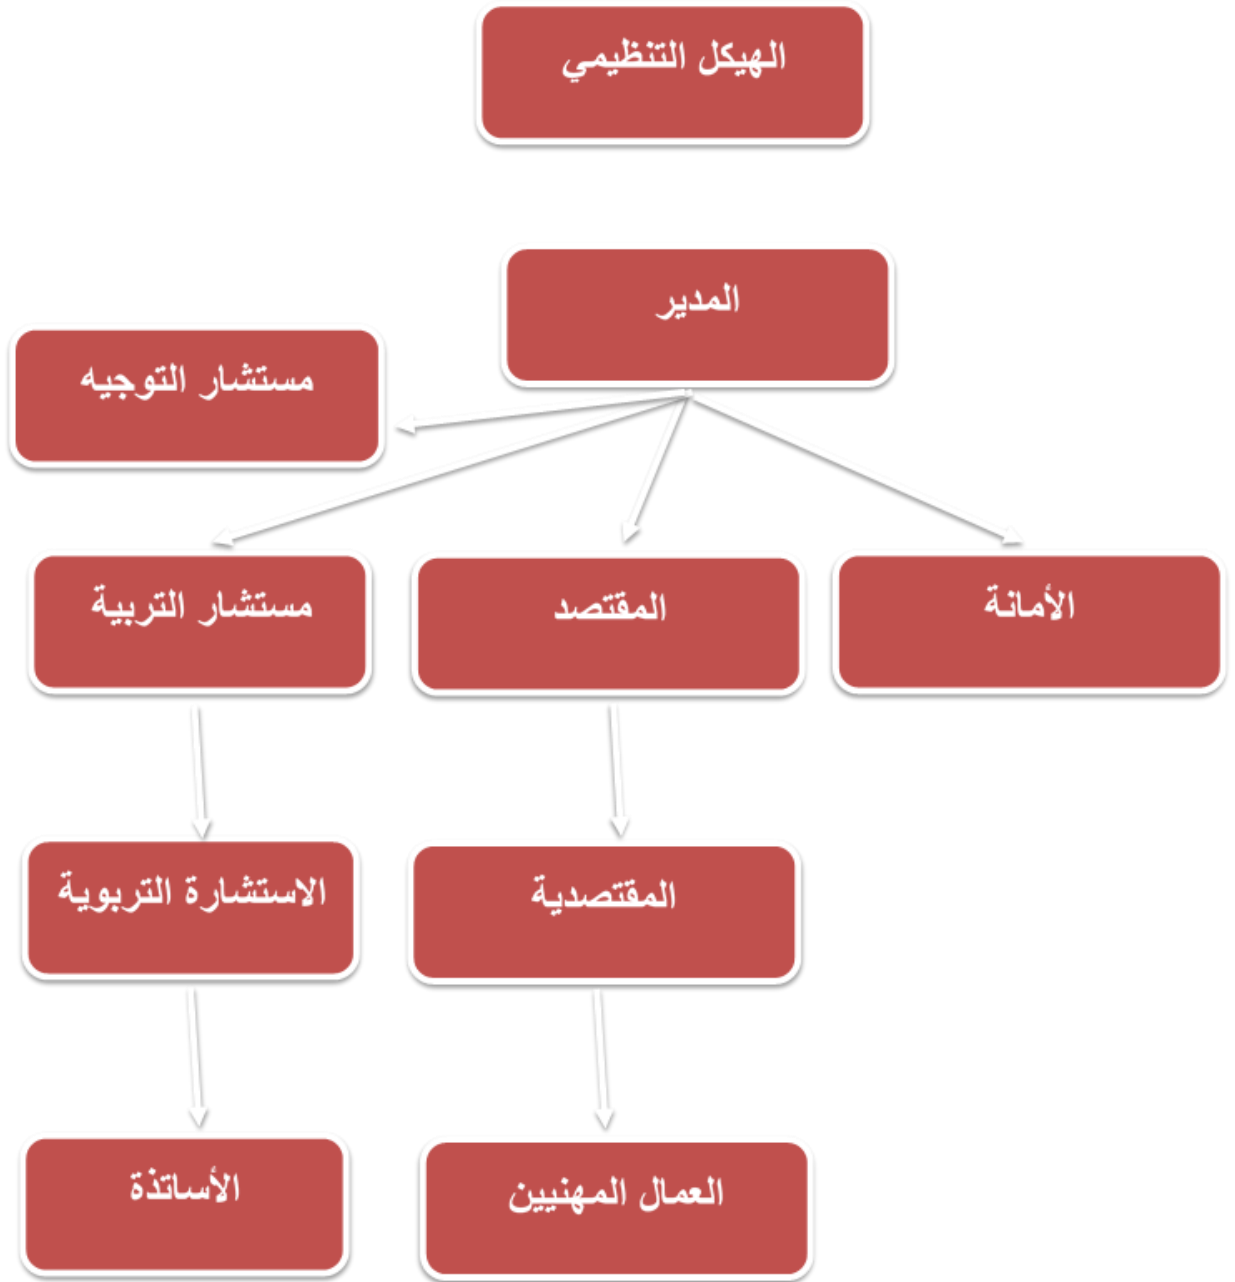 الهيكل التنظيمي
المدير
مستشار التوجيه
الأمانة
المقتصد
مستشار التربية
المقتصدية
الاستشارة التربوية
العمال المهنيين
الأساتذة